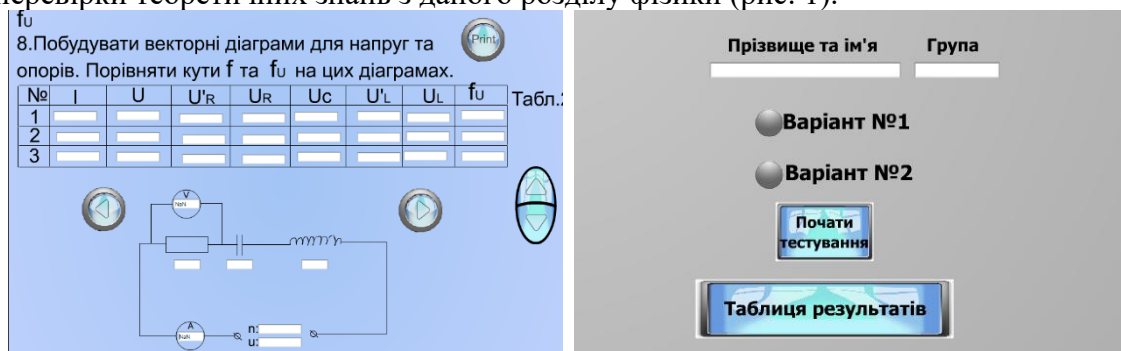 перевірки теоретичних знань з даного розділу фізики (рис. 1).
fU
8.Побудувати векторні діаграми для напруг та
опорів. Порівняти кути f та fU на цих діаграмах.
Print
№ I U U'R UR UC U'L UL fU
Табл.2
1
2
3
V
NaN
A
NaN
n:
u:
Прізвище та ім'я Група
Варіант №1
Варіант №2
Почати
тестування
Таблиця результатів